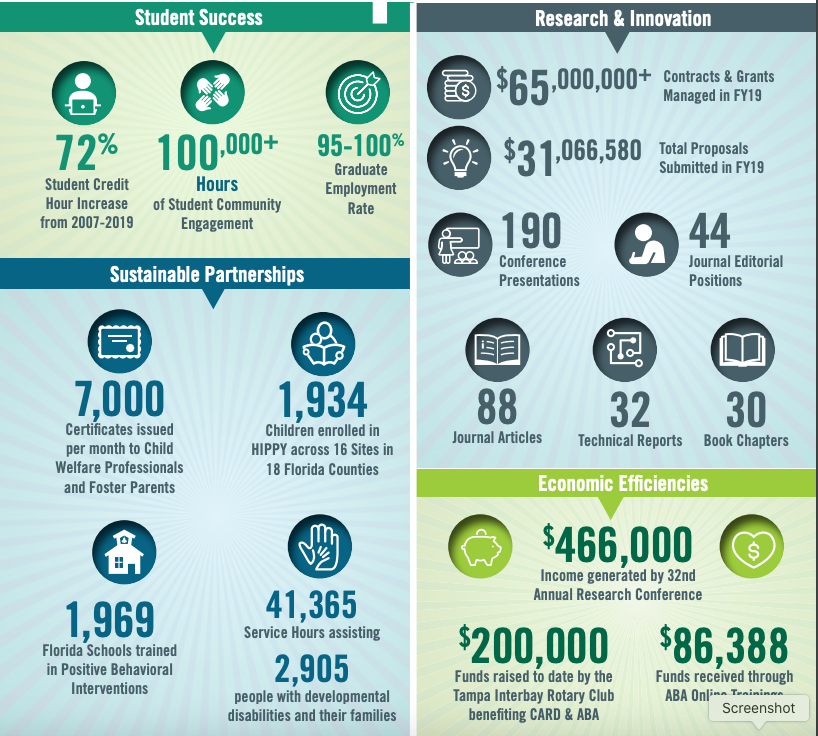 Student Success
72%
Student Credit
Hour Increase
from 2007-2019
100,000+
Hours
of Student Community
Engagement
95-100%
Graduate
Employment
Rate
Sustainable Partnerships
7,000
Certificates issued
per month to Child
Welfare Professionals
and Foster Parents
1,934
Children enrolled in
HIPPY across 16 Sites in
18 Florida Counties
1,969
Florida Schools trained
in Positive Behavioral
Interventions
41,365
Service Hours assisting
2,905
people with developmental
disabilities and their families
Research & Innovation
$65,000,000+
Contracts & Grants
Managed in FY19
$31,066,580
Total Proposals
Submitted in FY19
190
Conference
Presentations
44
Journal Editorial
Positions
88
Journal Articles
32
Technical Reports
30
Book Chapters
Economic Efficiencies
$466,000
Income generated by 32nd
Annual Research Conference
$200,000
Funds raised to date by the
Tampa Interbay Rotary Club
benefiting CARD & ABA
$86,388
Funds received through
ABA Online Trainings
Screenshot